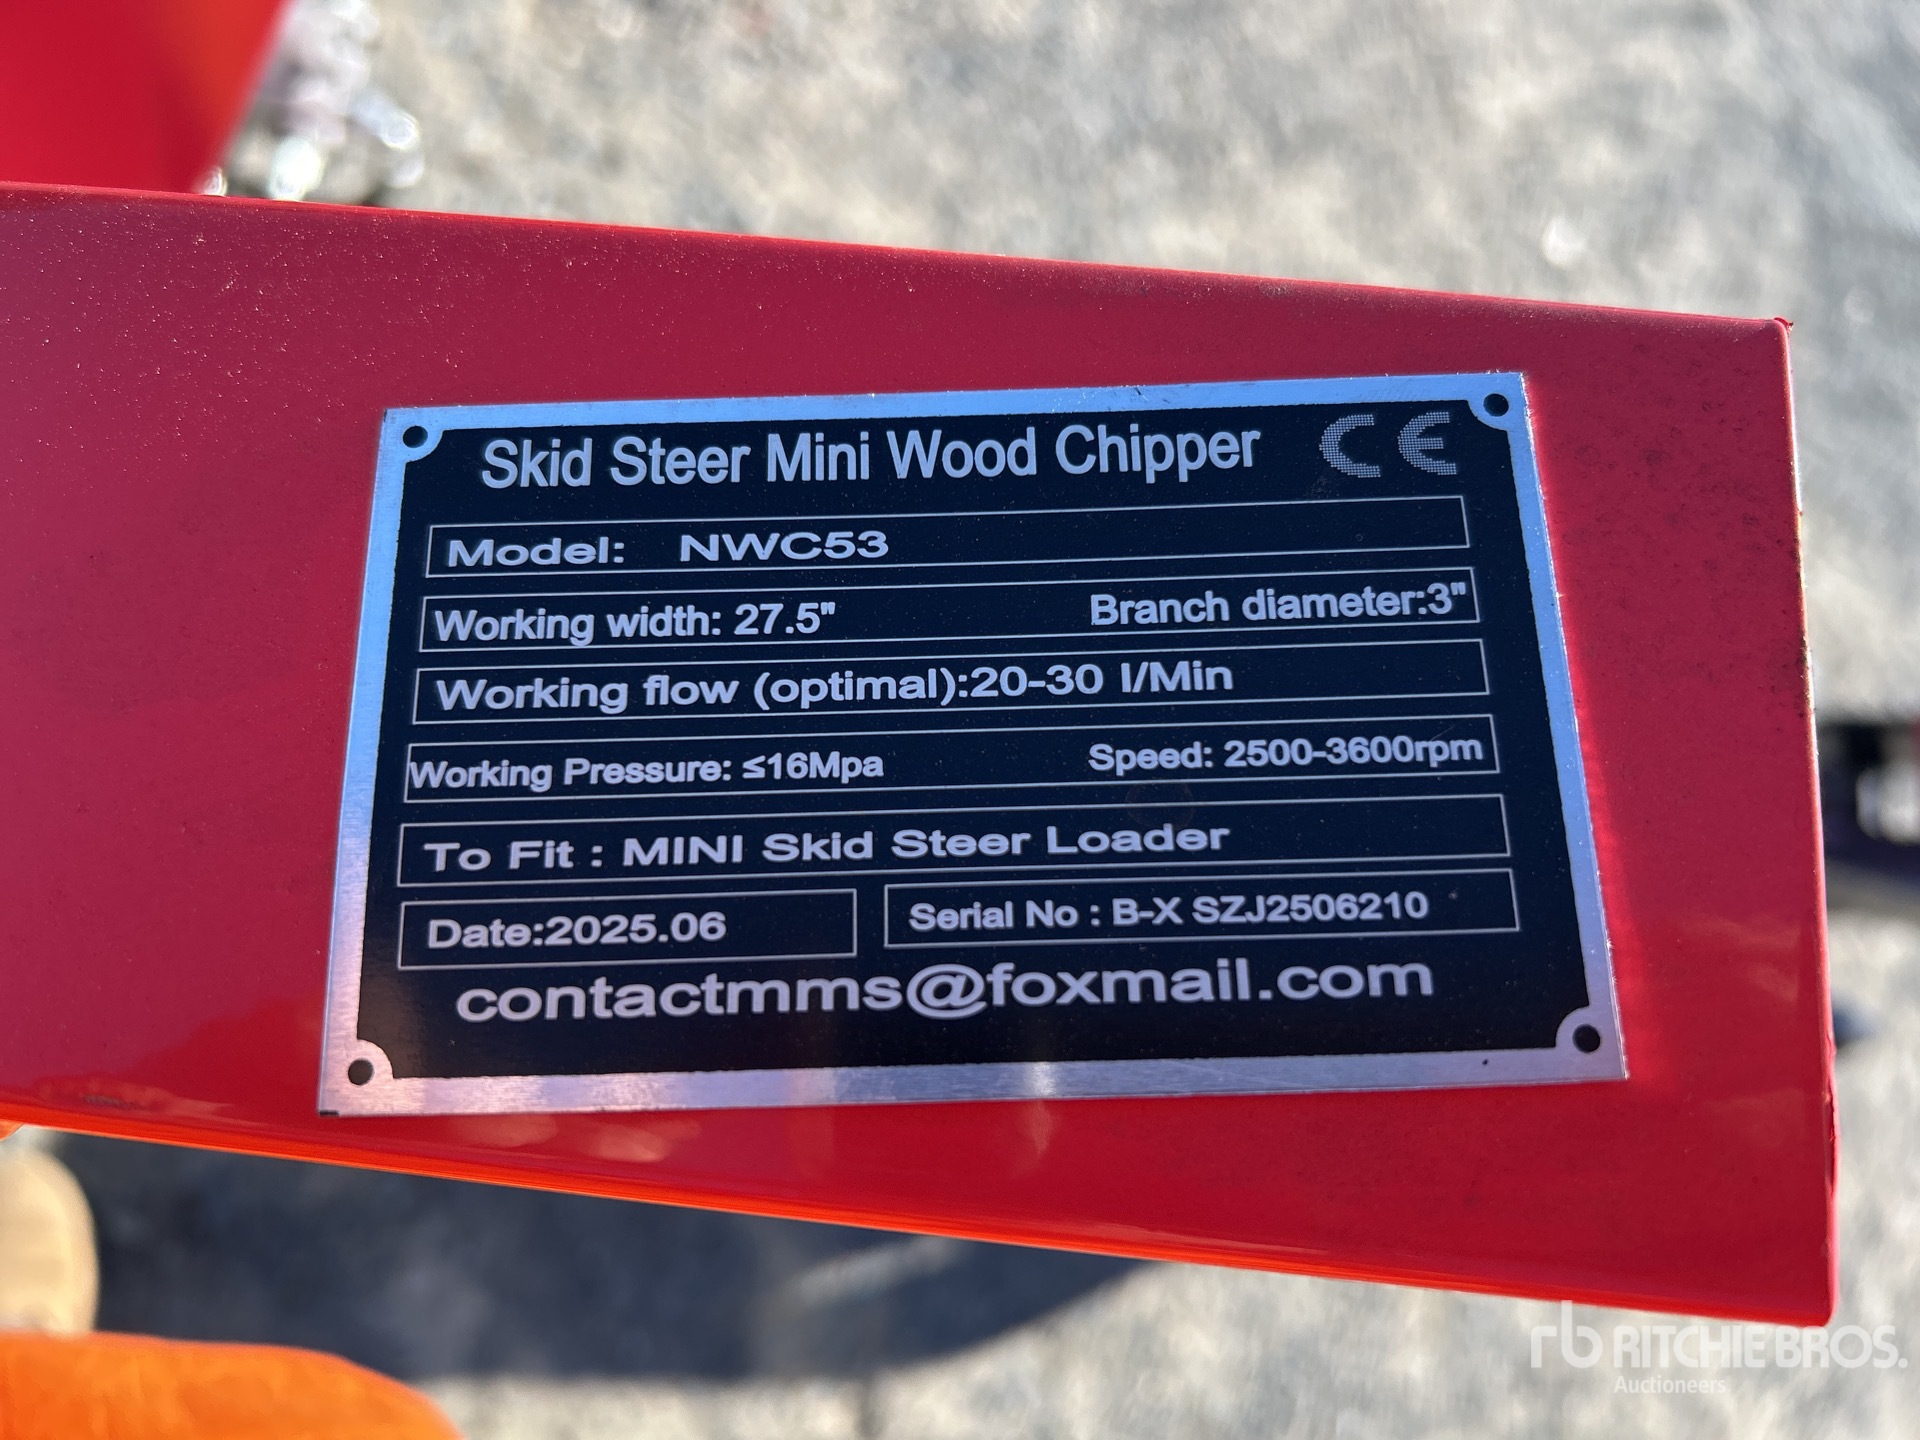 Skid Steer Mini Wood Chipper CE
Model: NWC53
Working width: 27.5" Branch diameter:3"
Working flow (optimal):20-30 l/Min
Working Pressure: ≤16Mpa Speed: 2500-3600rpm
To Fit : MINI Skid Steer Loader
Date:2025.06 Serial No : B-X SZJ2506210
contactmms@foxmail.com
rb RITCHIE BROS.
Auctioneers